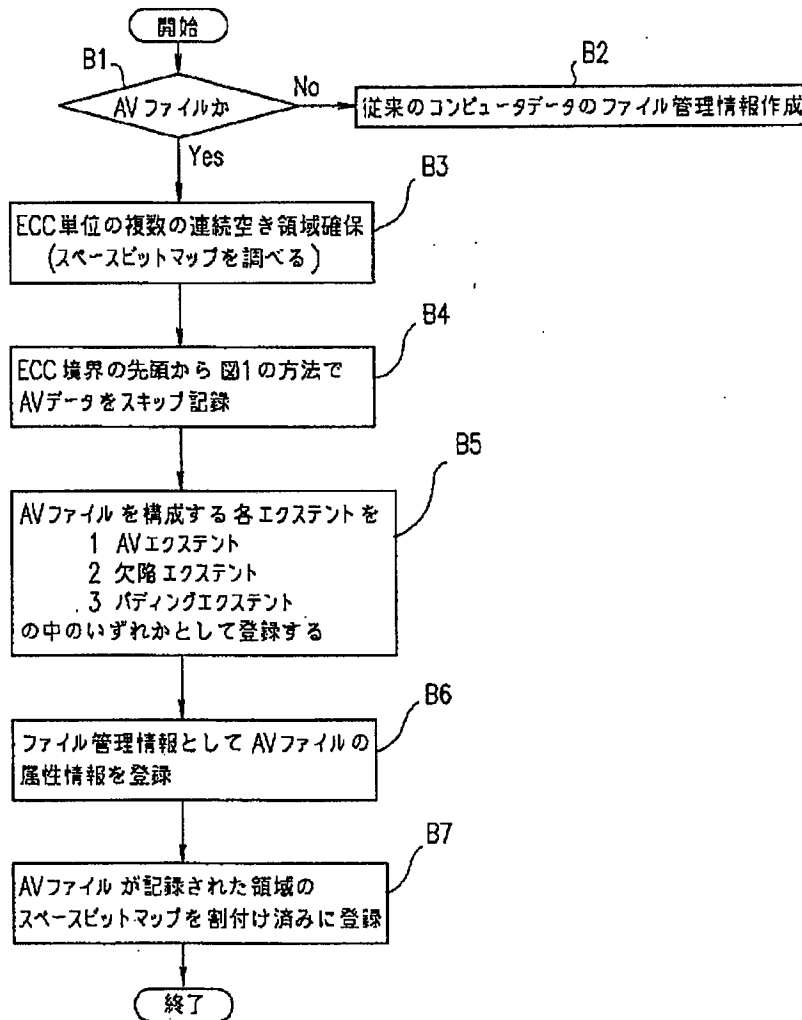 開始
B1
AVファイルか
No
B2
従来のコンピュータデータのファイル管理情報作成
Yes
B3
ECC単位の複数の連続空き領域確保
(スペースビットマップを調べる)
B4
ECC境界の先頭から図1の方法で
AVデータをスキップ記録
B5
AVファイルを構成する各エクステントを
1 AVエクステント
2 欠陥エクステント
3 パディングエクステント
の中のいずれかとして登録する
B6
ファイル管理情報としてAVファイルの
属性情報を登録
B7
AVファイルが記録された領域の
スペースビットマップを割付け済みに登録
終了